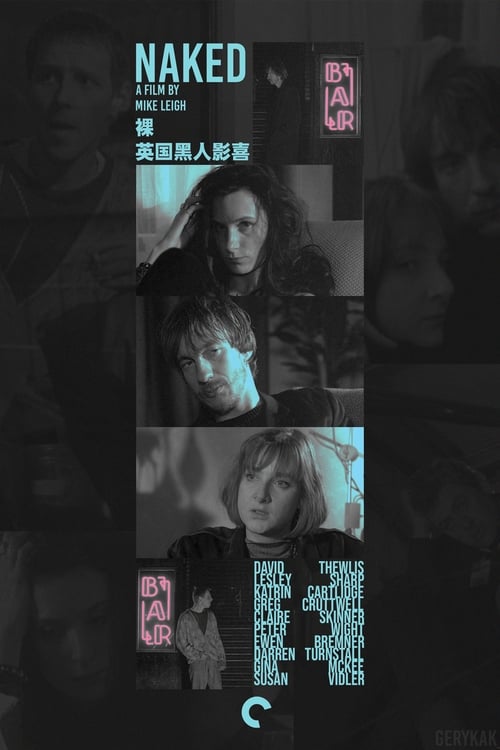 NAKED
A FILM BY
MIKE LEIGH
裸
英国黑人影喜
BAR
BAR
DAVID THEWLIS
LESLEY SHARP
KATRIN CARTLIDGE
GREG CRUTTWELL
CLAIRE SKINNER
PETER WIGHT
EWEN BREMNER
DARREN TUNSTALL
GINA MCKEE
SUSAN VIDLER
GERYKAK